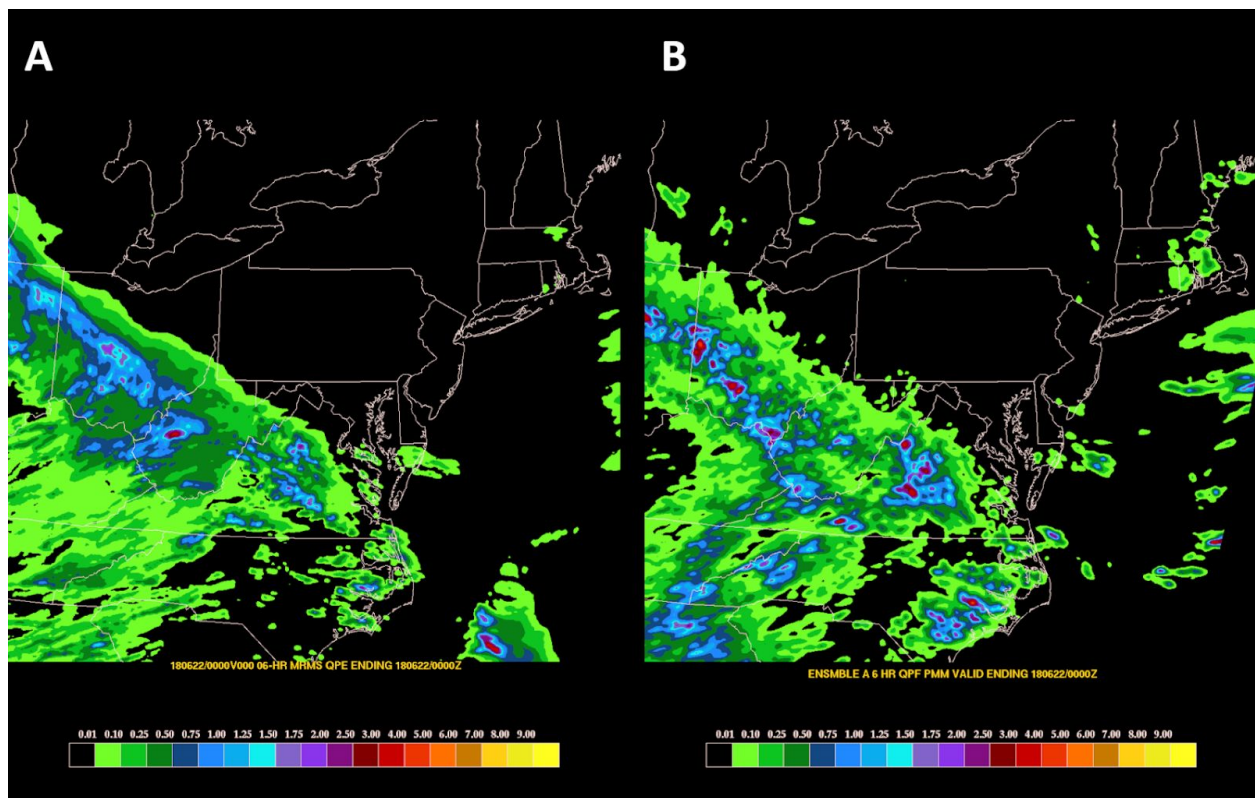 A
B
180622/0000V000 06-HR MRMS QPE ENDING 180622/0000Z
ENSMBLE A 6 HR QPF PMM VALID ENDING 180622/0000Z
0.01 0.10 0.25 0.50 0.75 1.00 1.25 1.50 1.75 2.00 2.50 3.00 4.00 5.00 6.00 7.00 8.00 9.00
0.01 0.10 0.25 0.50 0.75 1.00 1.25 1.50 1.75 2.00 2.50 3.00 4.00 5.00 6.00 7.00 8.00 9.00